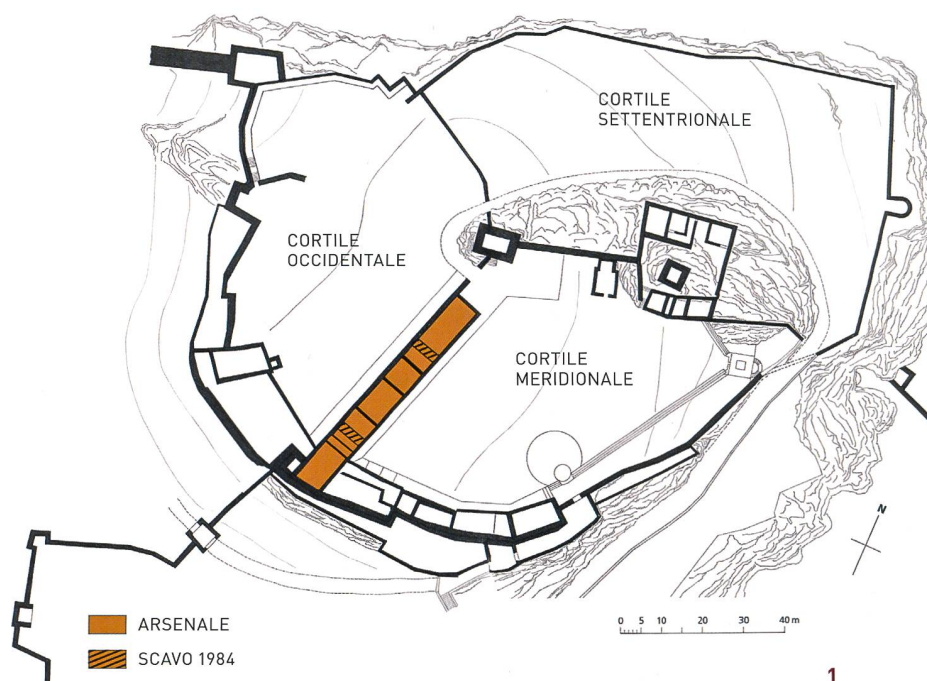 CORTILE
SETTENTRIONALE
CORTILE
OCCIDENTALE
CORTILE
MERIDIONALE
N
ARSENALE
SCAVO 1984
0 5 10 20 30 40 m
1